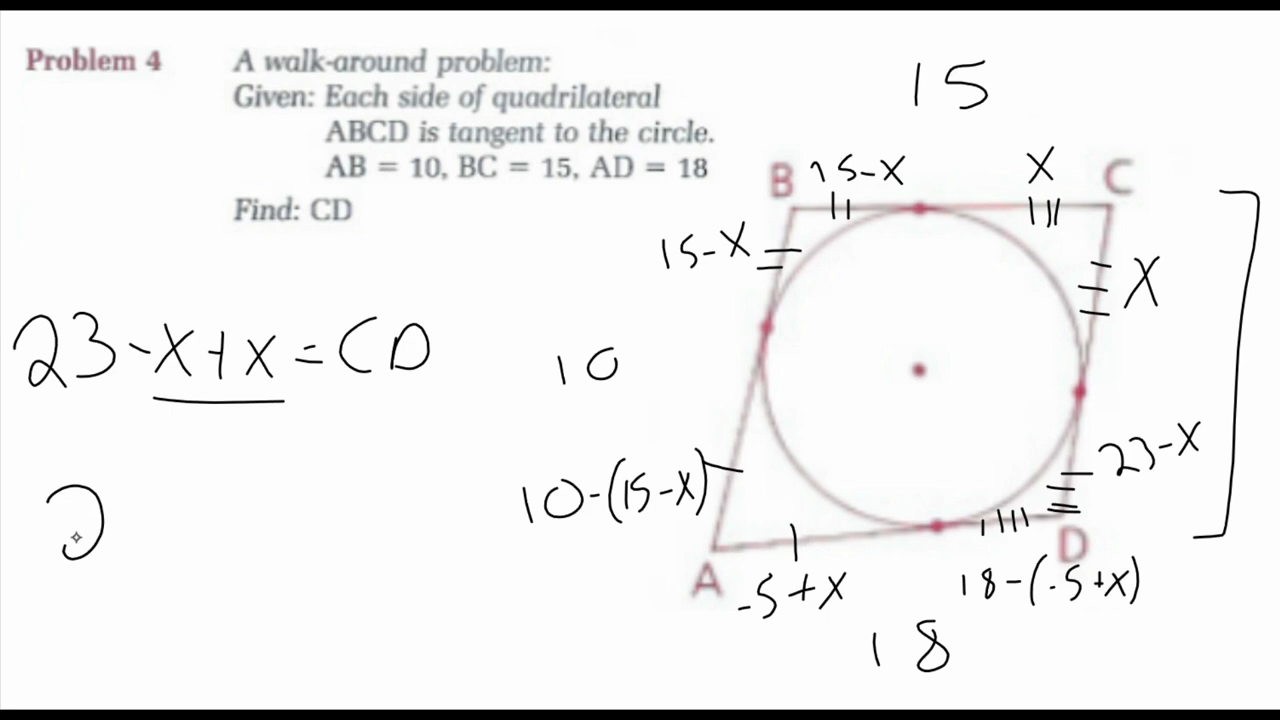 Problem 4 A walk-around problem:
Given: Each side of quadrilateral
ABCD is tangent to the circle.
AB = 10, BC = 15, AD = 18
Find: CD
15
B 15-x x C
15-x
x
23-x+x=CD
10
23-x
10-(15-x)
A D
-5+x 18-(-5+x)
18
2